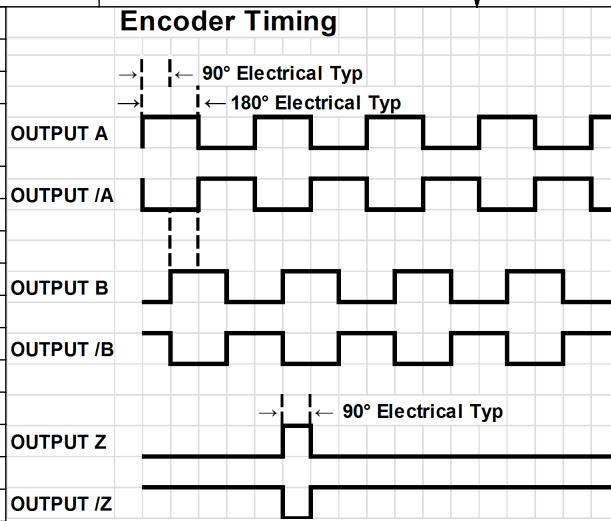 Encoder Timing
→ ← 90° Electrical Typ
→ ← 180° Electrical Typ
OUTPUT A
OUTPUT /A
OUTPUT B
OUTPUT /B
→ ← 90° Electrical Typ
OUTPUT Z
OUTPUT /Z